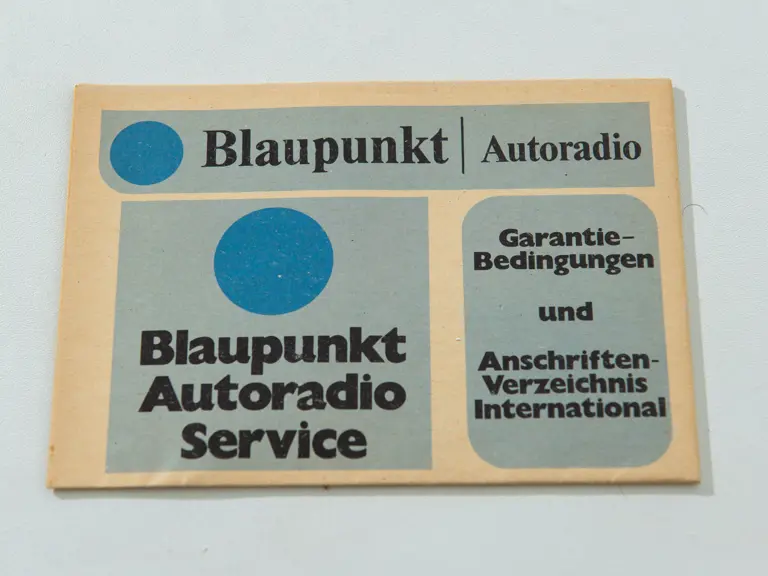 Blaupunkt | Autoradio
Blaupunkt
Autoradio
Service
Garantie-
Bedingungen
und
Anschriften-
Verzeichnis
International